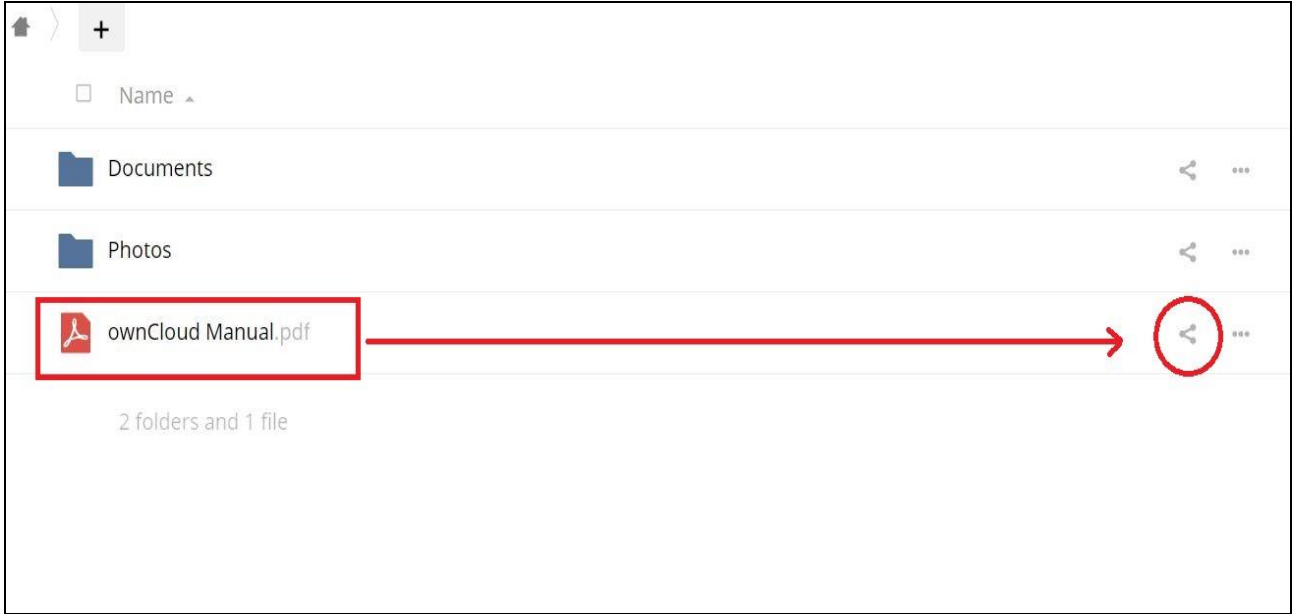 Name
Documents
Photos
ownCloud Manual.pdf
2 folders and 1 file